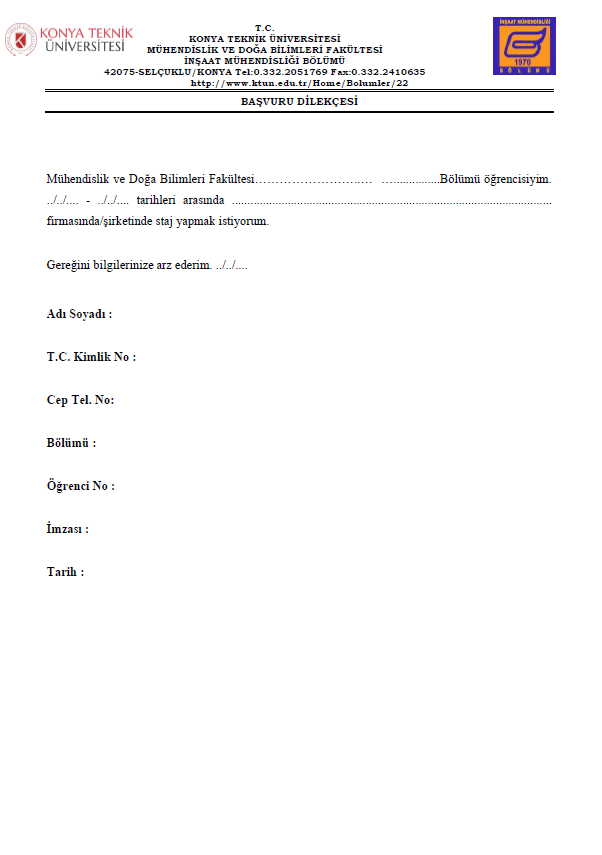 KONYA TEKNİK
ÜNİVERSİTESİ
T.C.
KONYA TEKNİK ÜNİVERSİTESİ
MÜHENDİSLİK VE DOĞA BİLİMLERİ FAKÜLTESİ
İNŞAAT MÜHENDİSLİĞİ BÖLÜMÜ
42075-SELÇUKLU/KONYA Tel:0.332.2051769 Fax:0.332.2410635
http://www.ktun.edu.tr/Home/Bolumler/22
İNŞAAT MÜHENDİSLİĞİ
1970
BÖLÜMÜ
BAŞVURU DİLEKÇESİ
Mühendislik ve Doğa Bilimleri Fakültesi…………………….…. …..............Bölümü öğrencisiyim.
../../.... - ../../.... tarihleri arasında ...........................................................................................................
firmasında/şirketinde staj yapmak istiyorum.
Gereğini bilgilerinize arz ederim. ../../....
Adı Soyadı :
T.C. Kimlik No :
Cep Tel. No:
Bölümü :
Öğrenci No :
İmzası :
Tarih :